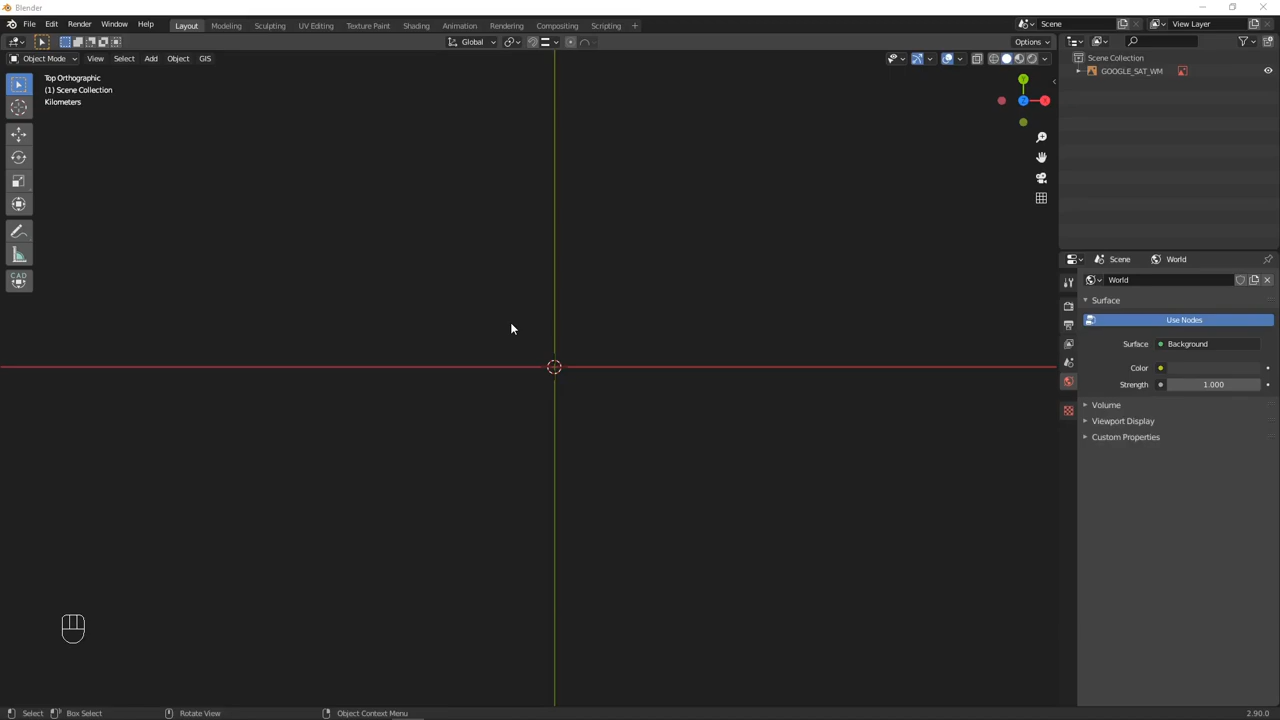 Blender
File Edit Render Window Help
Layout Modeling Sculpting UV Editing Texture Paint Shading Animation Rendering Compositing Scripting +
Scene
View Layer
Global
Options
Object Mode View Select Add Object GIS
Top Orthographic
(1) Scene Collection
Kilometers
Y
Z
X
CAD
Scene Collection
GOOGLE_SAT_WM
Scene
World
World
Surface
Use Nodes
Surface
Background
Color
Strength
1.000
Volume
Viewport Display
Custom Properties
Select
Box Select
Rotate View
Object Context Menu
2.90.0